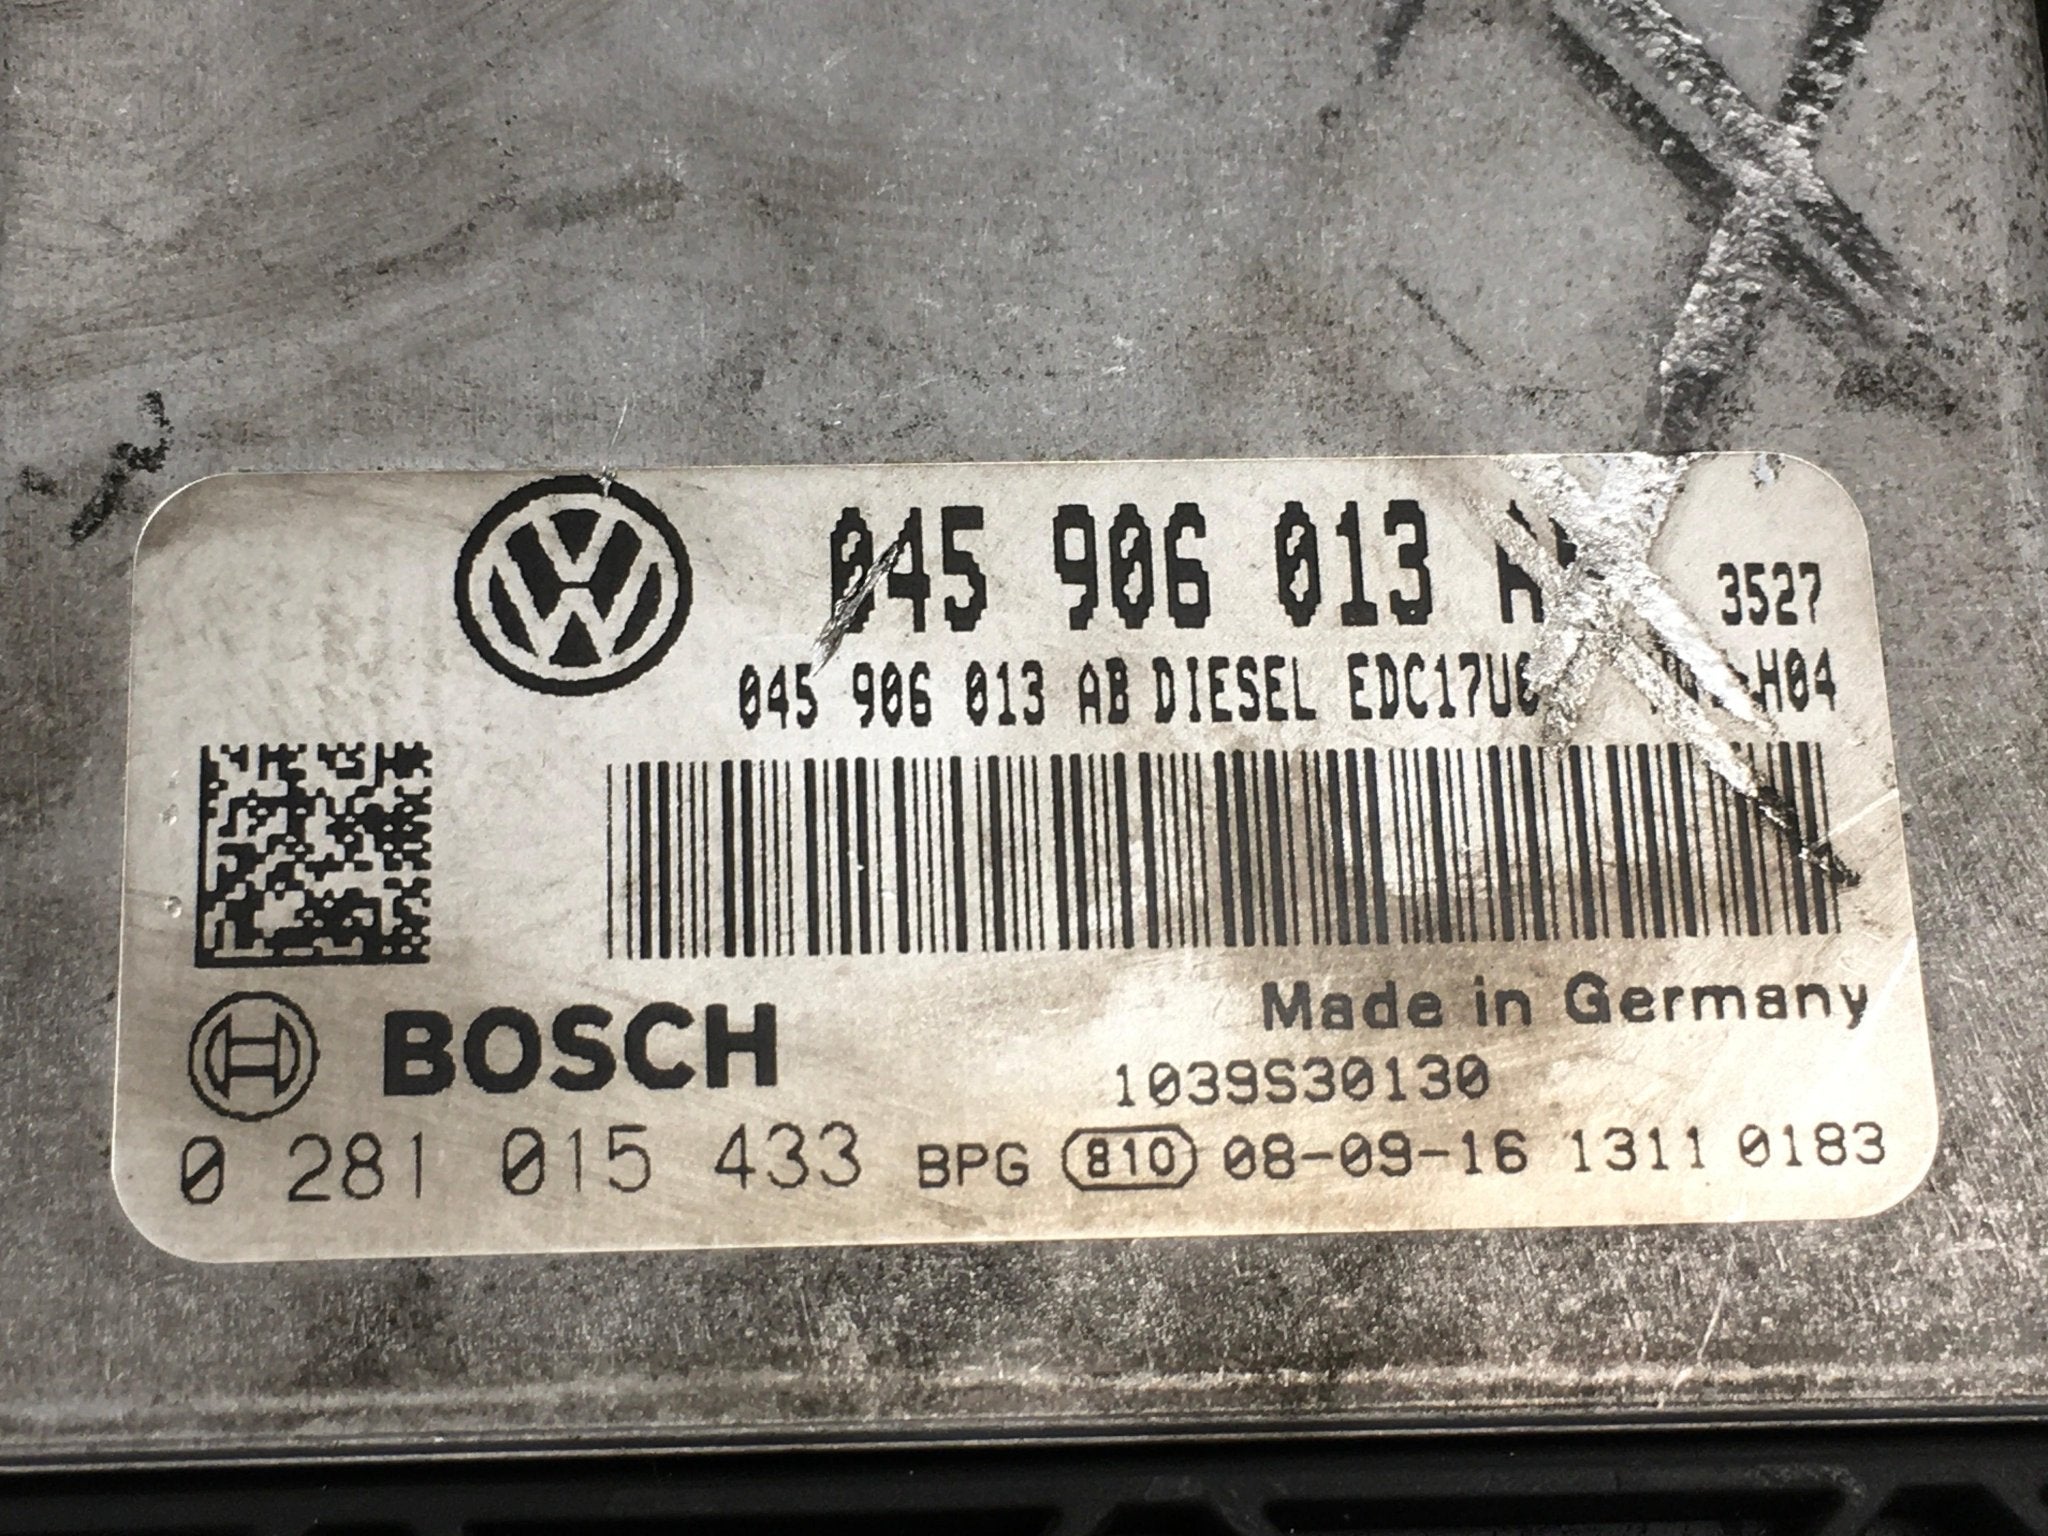 045 906 013
3527
045 906 013 AB DIESEL H04
BOSCH
Made in Germany
1039S30130
0 281 015 433 BPG 810 08-09-16 1311 0183